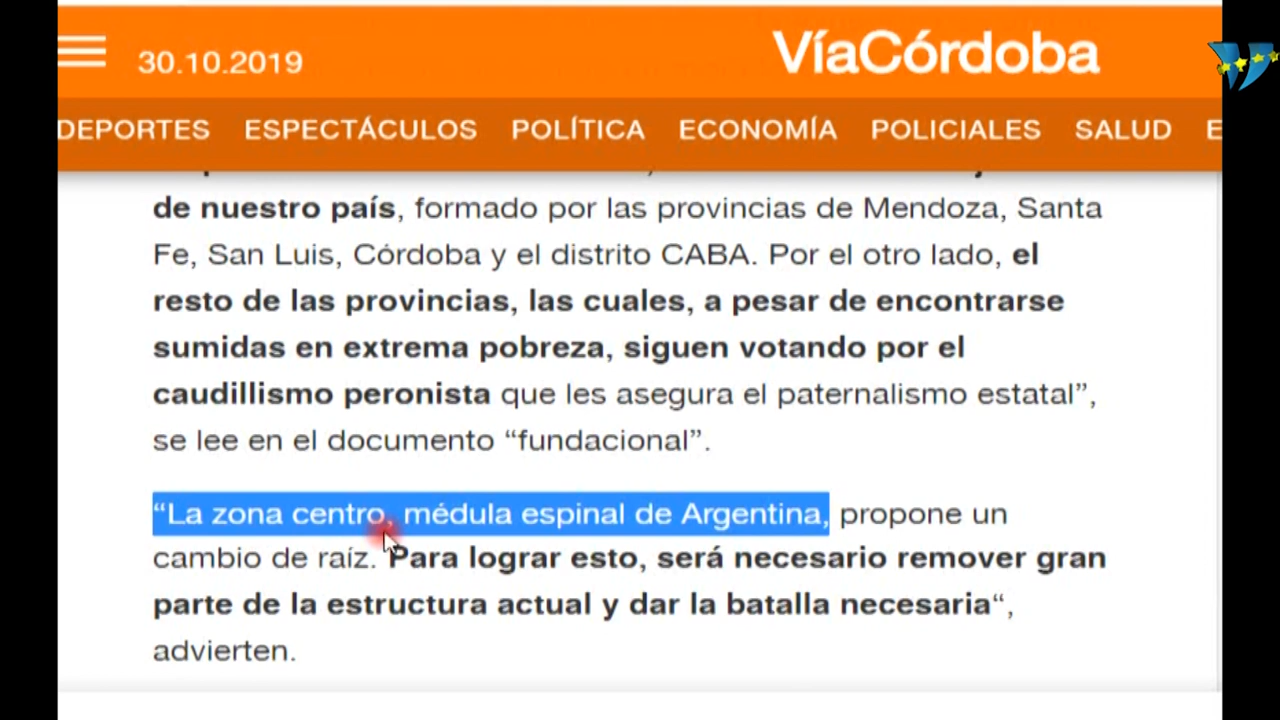 30.10.2019
VíaCórdoba
DEPORTES ESPECTÁCULOS POLÍTICA ECONOMÍA POLICIALES SALUD E
de nuestro país, formado por las provincias de Mendoza, Santa
Fe, San Luis, Córdoba y el distrito CABA. Por el otro lado, el
resto de las provincias, las cuales, a pesar de encontrarse
sumidas en extrema pobreza, siguen votando por el
caudillismo peronista que les asegura el paternalismo estatal”,
se lee en el documento “fundacional”.
“La zona centro, médula espinal de Argentina, propone un
cambio de raíz. Para lograr esto, será necesario remover gran
parte de la estructura actual y dar la batalla necesaria“,
advierten.